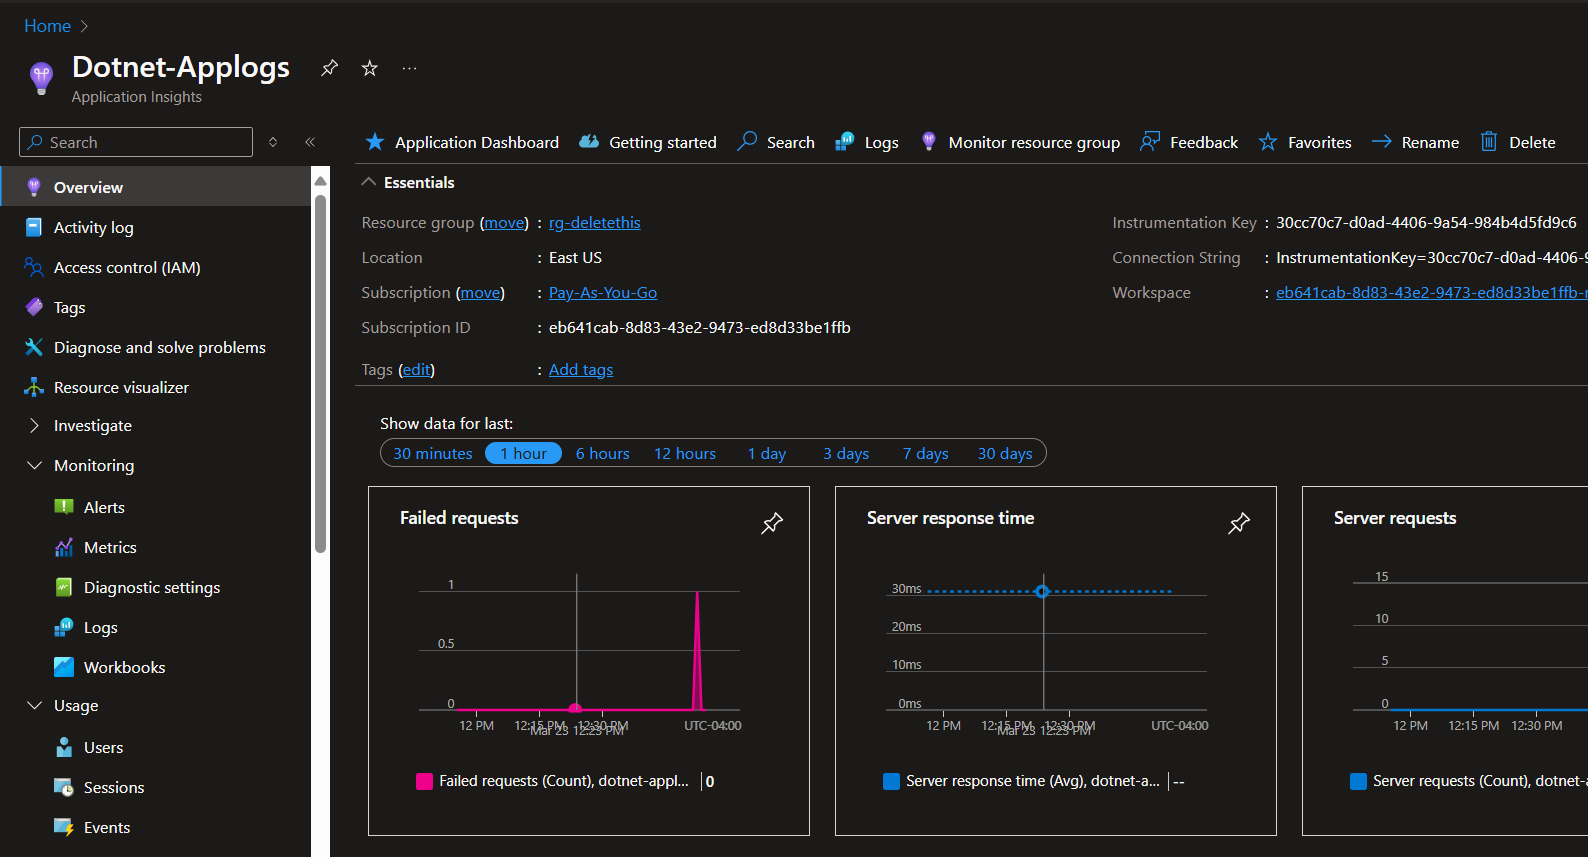 Home
Dotnet-Applogs
Application Insights
Search
Application Dashboard Getting started Search Logs Monitor resource group Feedback Favorites Rename Delete
Overview
Activity log
Access control (IAM)
Tags
Diagnose and solve problems
Resource visualizer
Investigate
Monitoring
Alerts
Metrics
Diagnostic settings
Logs
Workbooks
Usage
Users
Sessions
Events
Essentials
Resource group (move) : rg-deletethis
Location : East US
Subscription (move) : Pay-As-You-Go
Subscription ID : eb641cab-8d83-43e2-9473-ed8d33be1ffb
Tags (edit) : Add tags
Instrumentation Key : 30cc70c7-d0ad-4406-9a54-984b4d5fd9c6
Connection String : InstrumentationKey=30cc70c7-d0ad-4406-9
Workspace : eb641cab-8d83-43e2-9473-ed8d33be1ffb-
Show data for last:
30 minutes 1 hour 6 hours 12 hours 1 day 3 days 7 days 30 days
Failed requests
1
0.5
0
12 PM 12:15 PM 12:30 PM UTC-04:00
Mar 23 12:23 PM
Failed requests (Count), dotnet-appl... 0
Server response time
30ms
20ms
10ms
0ms
12 PM 12:15 PM 12:30 PM UTC-04:00
Mar 23 12:23 PM
Server response time (Avg), dotnet-a... --
Server requests
15
10
5
0
12 PM 12:15 PM 12:30 PM
Server requests (Count), dotnet-